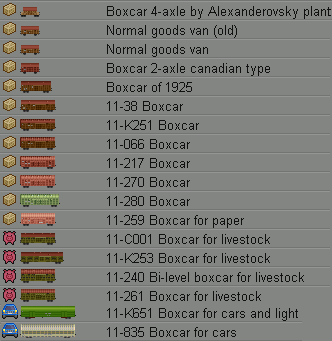 Boxcar 4-axle by Alexanderovsky plant
Normal goods van (old)
Normal goods van
Boxcar 2-axle canadian type
Boxcar of 1925
11-38 Boxcar
11-K251 Boxcar
11-066 Boxcar
11-217 Boxcar
11-270 Boxcar
11-280 Boxcar
11-259 Boxcar for paper
11-C001 Boxcar for livestock
11-K253 Boxcar for livestock
11-240 Bi-level boxcar for livestock
11-261 Boxcar for livestock
11-K651 Boxcar for cars and light
11-835 Boxcar for cars